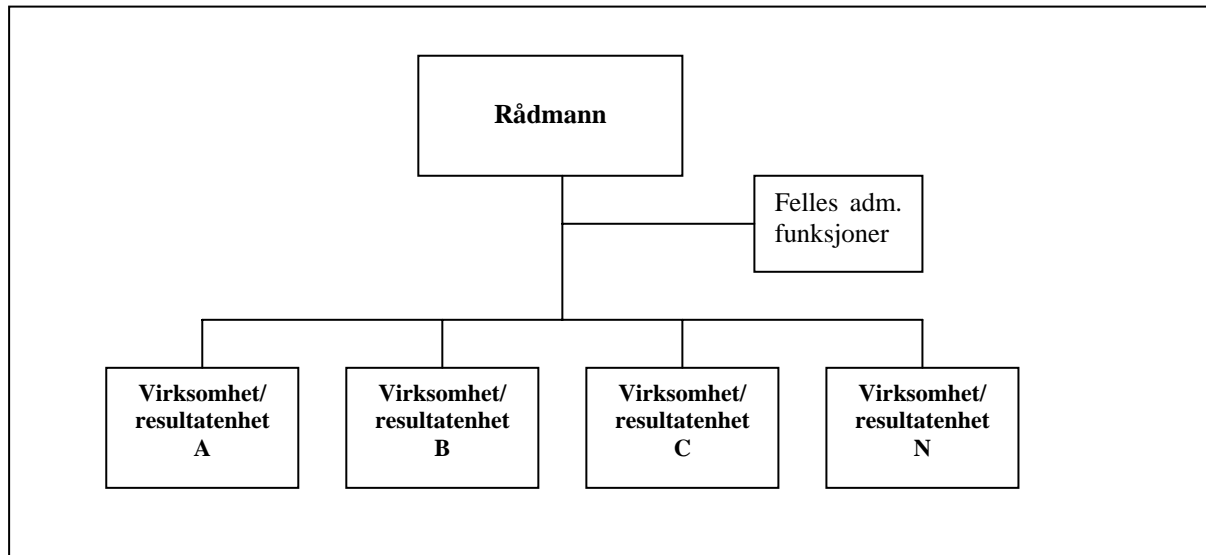 Rådmann
Felles adm.
funksjoner
Virksomhet/
resultatenhet
A
Virksomhet/
resultatenhet
B
Virksomhet/
resultatenhet
C
Virksomhet/
resultatenhet
N